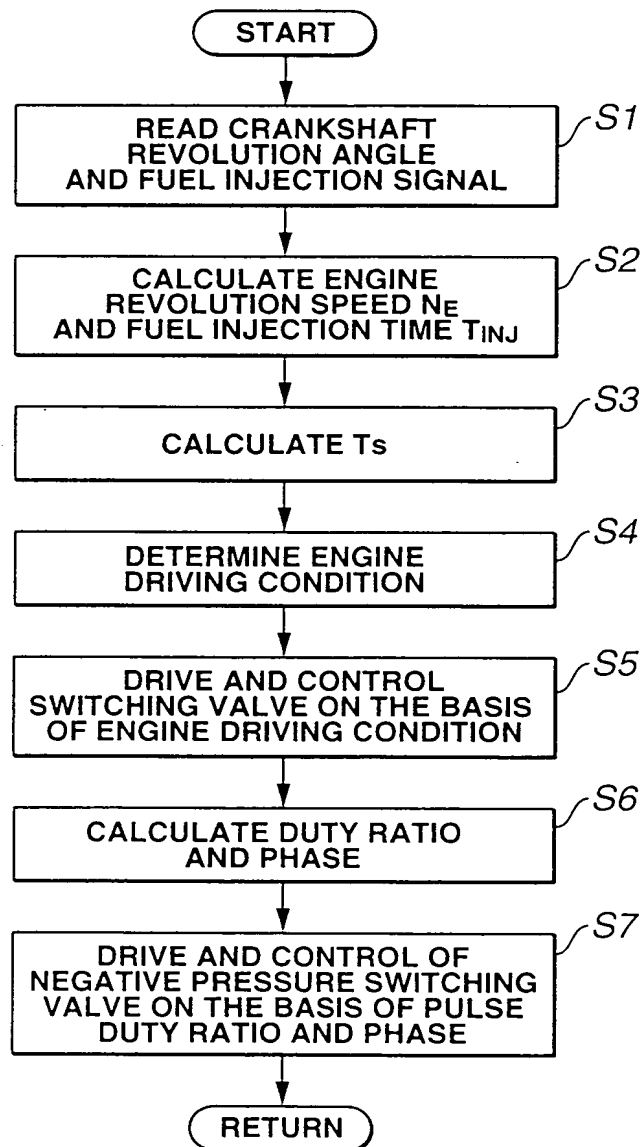 START
READ CRANKSHAFT
REVOLUTION ANGLE
AND FUEL INJECTION SIGNAL
S1
CALCULATE ENGINE
REVOLUTION SPEED NE
AND FUEL INJECTION TIME TINJ
S2
CALCULATE Ts
S3
DETERMINE ENGINE
DRIVING CONDITION
S4
DRIVE AND CONTROL
SWITCHING VALVE ON THE BASIS
OF ENGINE DRIVING CONDITION
S5
CALCULATE DUTY RATIO
AND PHASE
S6
DRIVE AND CONTROL OF
NEGATIVE PRESSURE SWITCHING
VALVE ON THE BASIS OF PULSE
DUTY RATIO AND PHASE
S7
RETURN